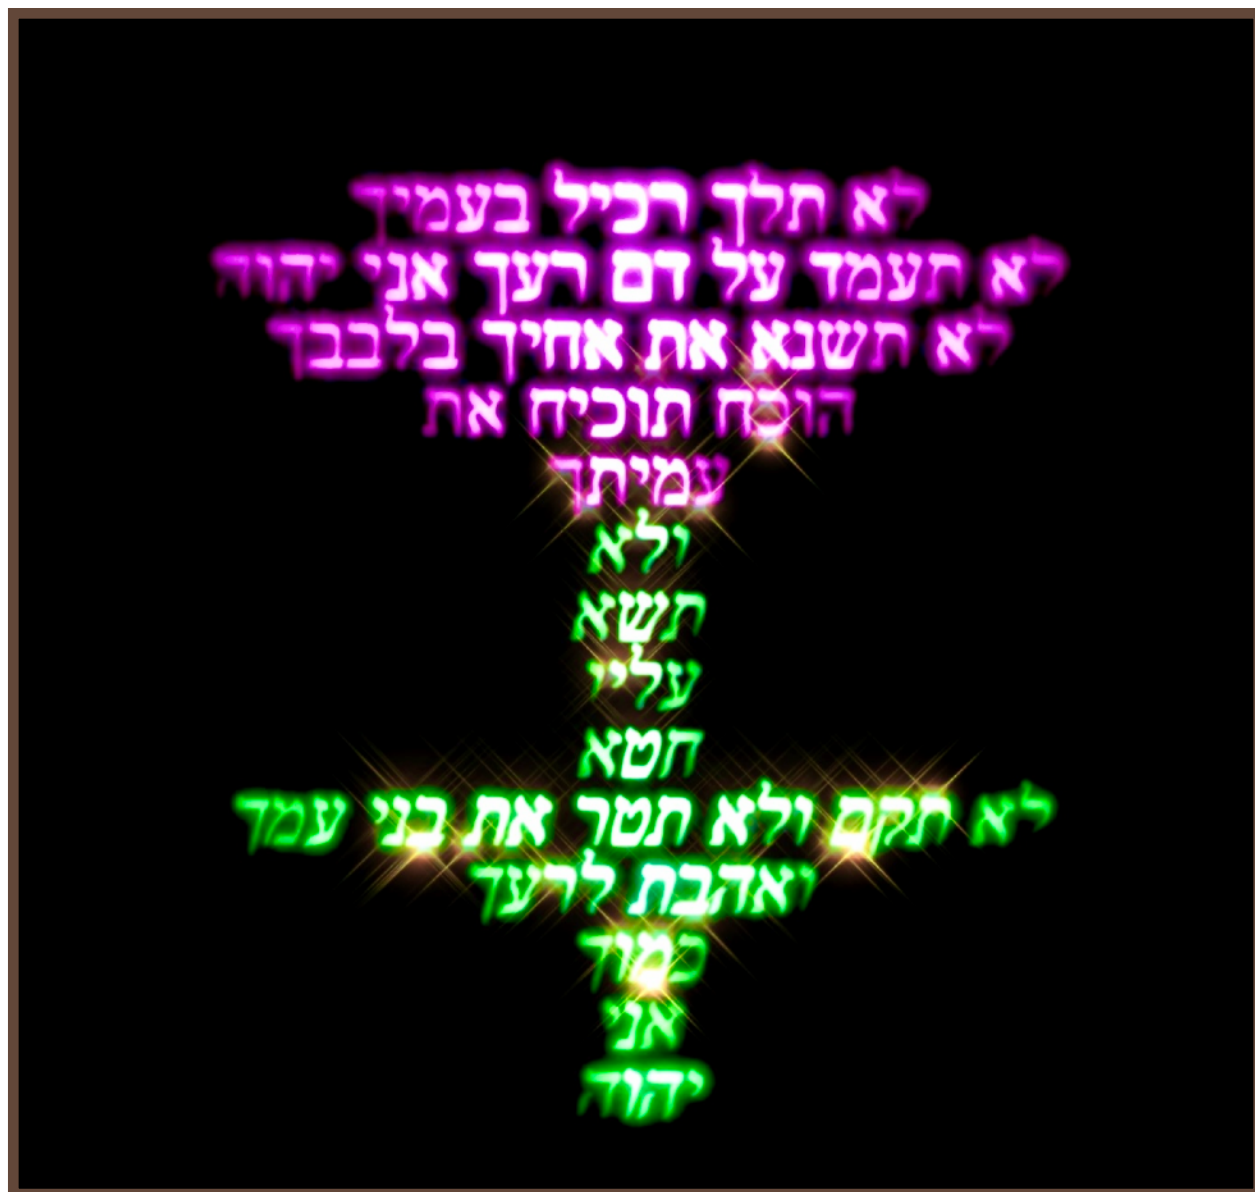 לא תלך רכיל בעמיך
לא תעמד על דם רעך אני יהוה
לא תשנא את אחיך בלבבך
הוכח תוכיח את
עמיתך
ולא
תשא
עליו
חטא
לא תקם ולא תטר את בני עמך
ואהבת לרעך
כמוך
אני
יהוה